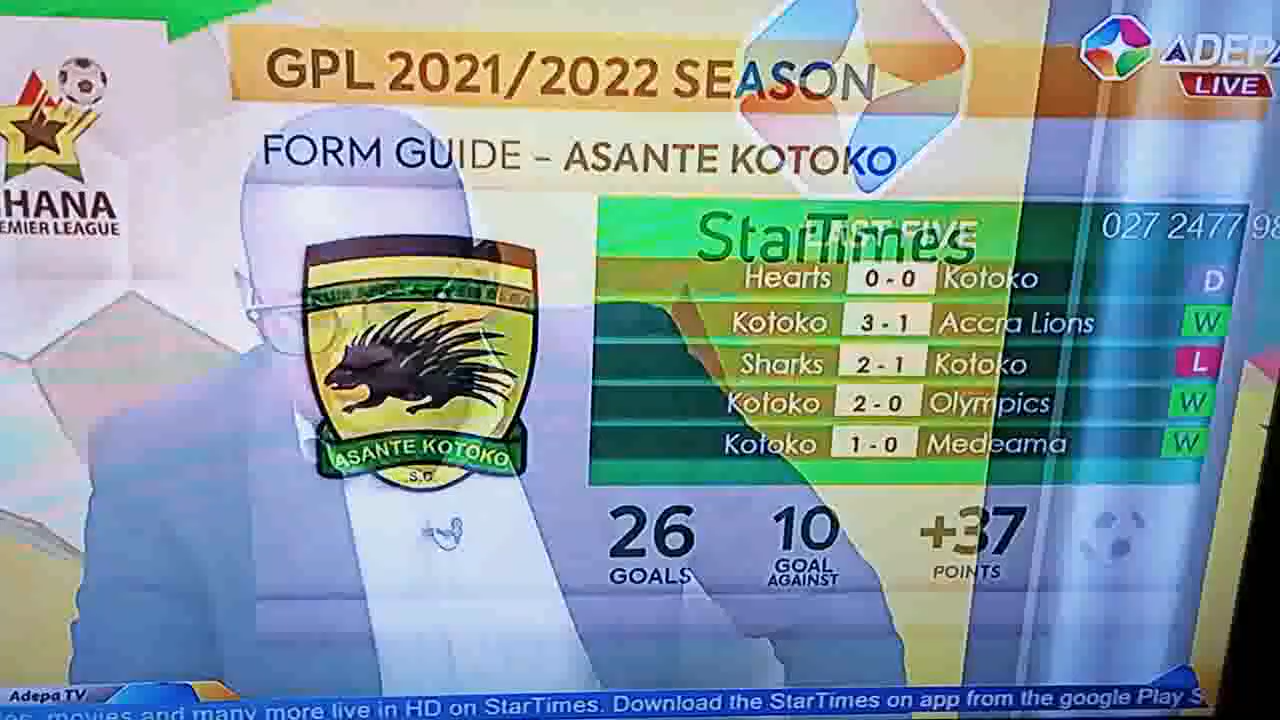 GPL 2021/2022 SEASON
ADEPA
LIVE
FORM GUIDE - ASANTE KOTOKO
GHANA
PREMIER LEAGUE
StarTimes
LAST FIVE
027 2477 98
Hearts 0 - 0 Kotoko D
Kotoko 3 - 1 Accra Lions W
Sharks 2 - 1 Kotoko L
Kotoko 2 - 0 Olympics W
Kotoko 1 - 0 Medeama W
ASANTE KOTOKO
S.C
26
GOALS
10
GOAL
AGAINST
+37
POINTS
Adepa TV
movies and many more live in HD on StarTimes. Download the StarTimes on app from the google Play S